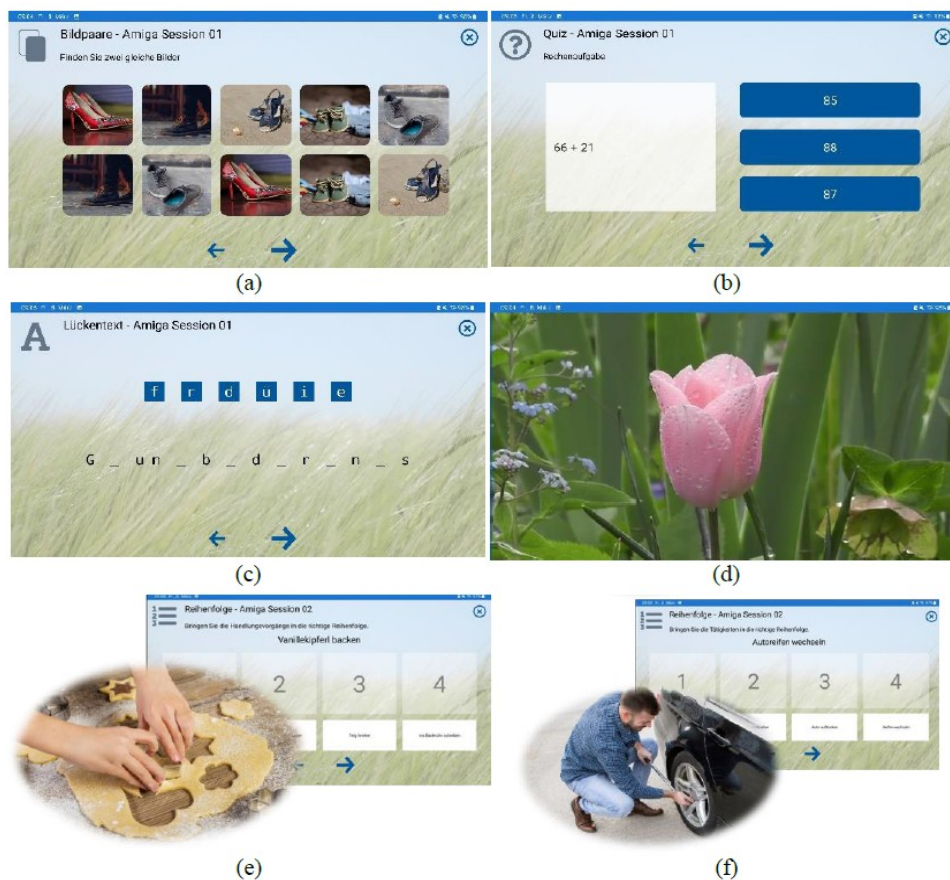 Bildpaare - Amiga Session 01
Finden Sie zwei gleiche Bilder
(a)
Quiz - Amiga Session 01
Rechenaufgabe
66 + 21
85
88
87
(b)
A
Lückentext - Amiga Session 01
f r d u i e
G _ un _ b _ d _ r _ n _ s
(c)
(d)
Reihenfolge - Amiga Session 02
Bringen Sie die Handlungsvorgänge in die richtige Reihenfolge.
Vanillekipferl backen
2 3 4
Teig kneten
(e)
Reihenfolge - Amiga Session 02
Bringen Sie die Tätigkeiten in die richtige Reihenfolge.
Autoreifen wechseln
1 2 3 4
(f)